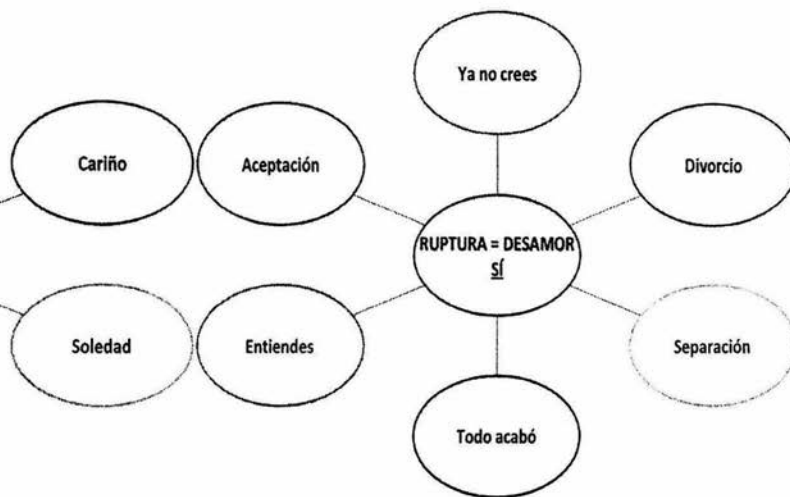 Ya no crees
Cariño
Aceptación
Divorcio
RUPTURA = DESAMOR
SÍ
Soledad
Entiendes
Separación
Todo acabó